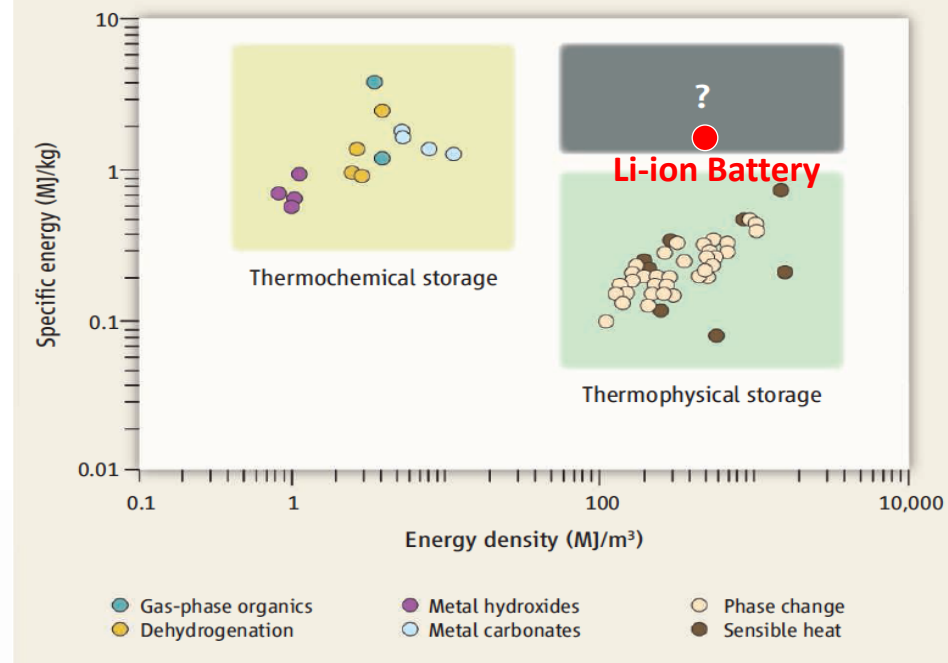 10
1
0.1
0.01
Specific energy (MJ/kg)
?
Li-ion Battery
Thermochemical storage
Thermophysical storage
0.1 1 100 10,000
Energy density (MJ/m³)
Gas-phase organics Metal hydroxides Phase change
Dehydrogenation Metal carbonates Sensible heat